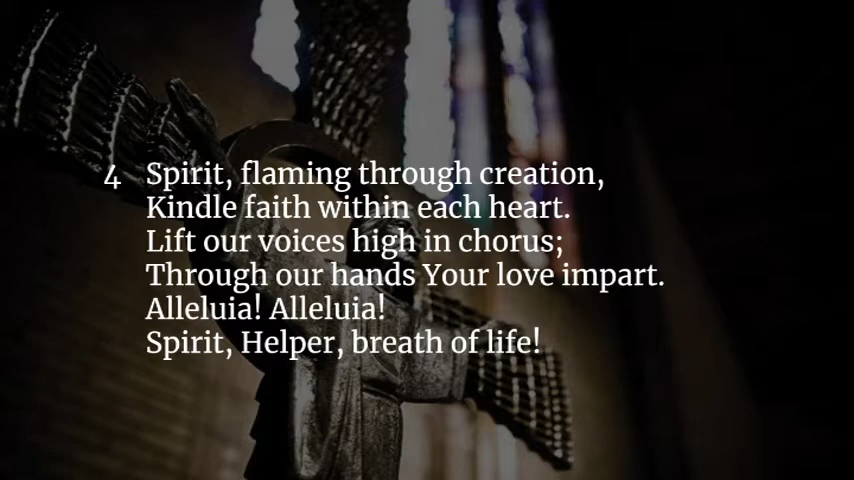 4 Spirit, flaming through creation,
Kindle faith within each heart.
Lift our voices high in chorus;
Through our hands Your love impart.
Alleluia! Alleluia!
Spirit, Helper, breath of life!